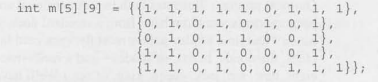 int m[5][9] = {{1, 1, 1, 1, 1, 0, 1, 1, 1},
{0, 1, 0, 1, 0, 1, 0, 0, 1},
{0, 1, 0, 1, 0, 0, 0, 0, 1},
{1, 1, 0, 1, 0, 0, 0, 0, 1},
{1, 1, 0, 1, 0, 0, 1, 1, 1}};